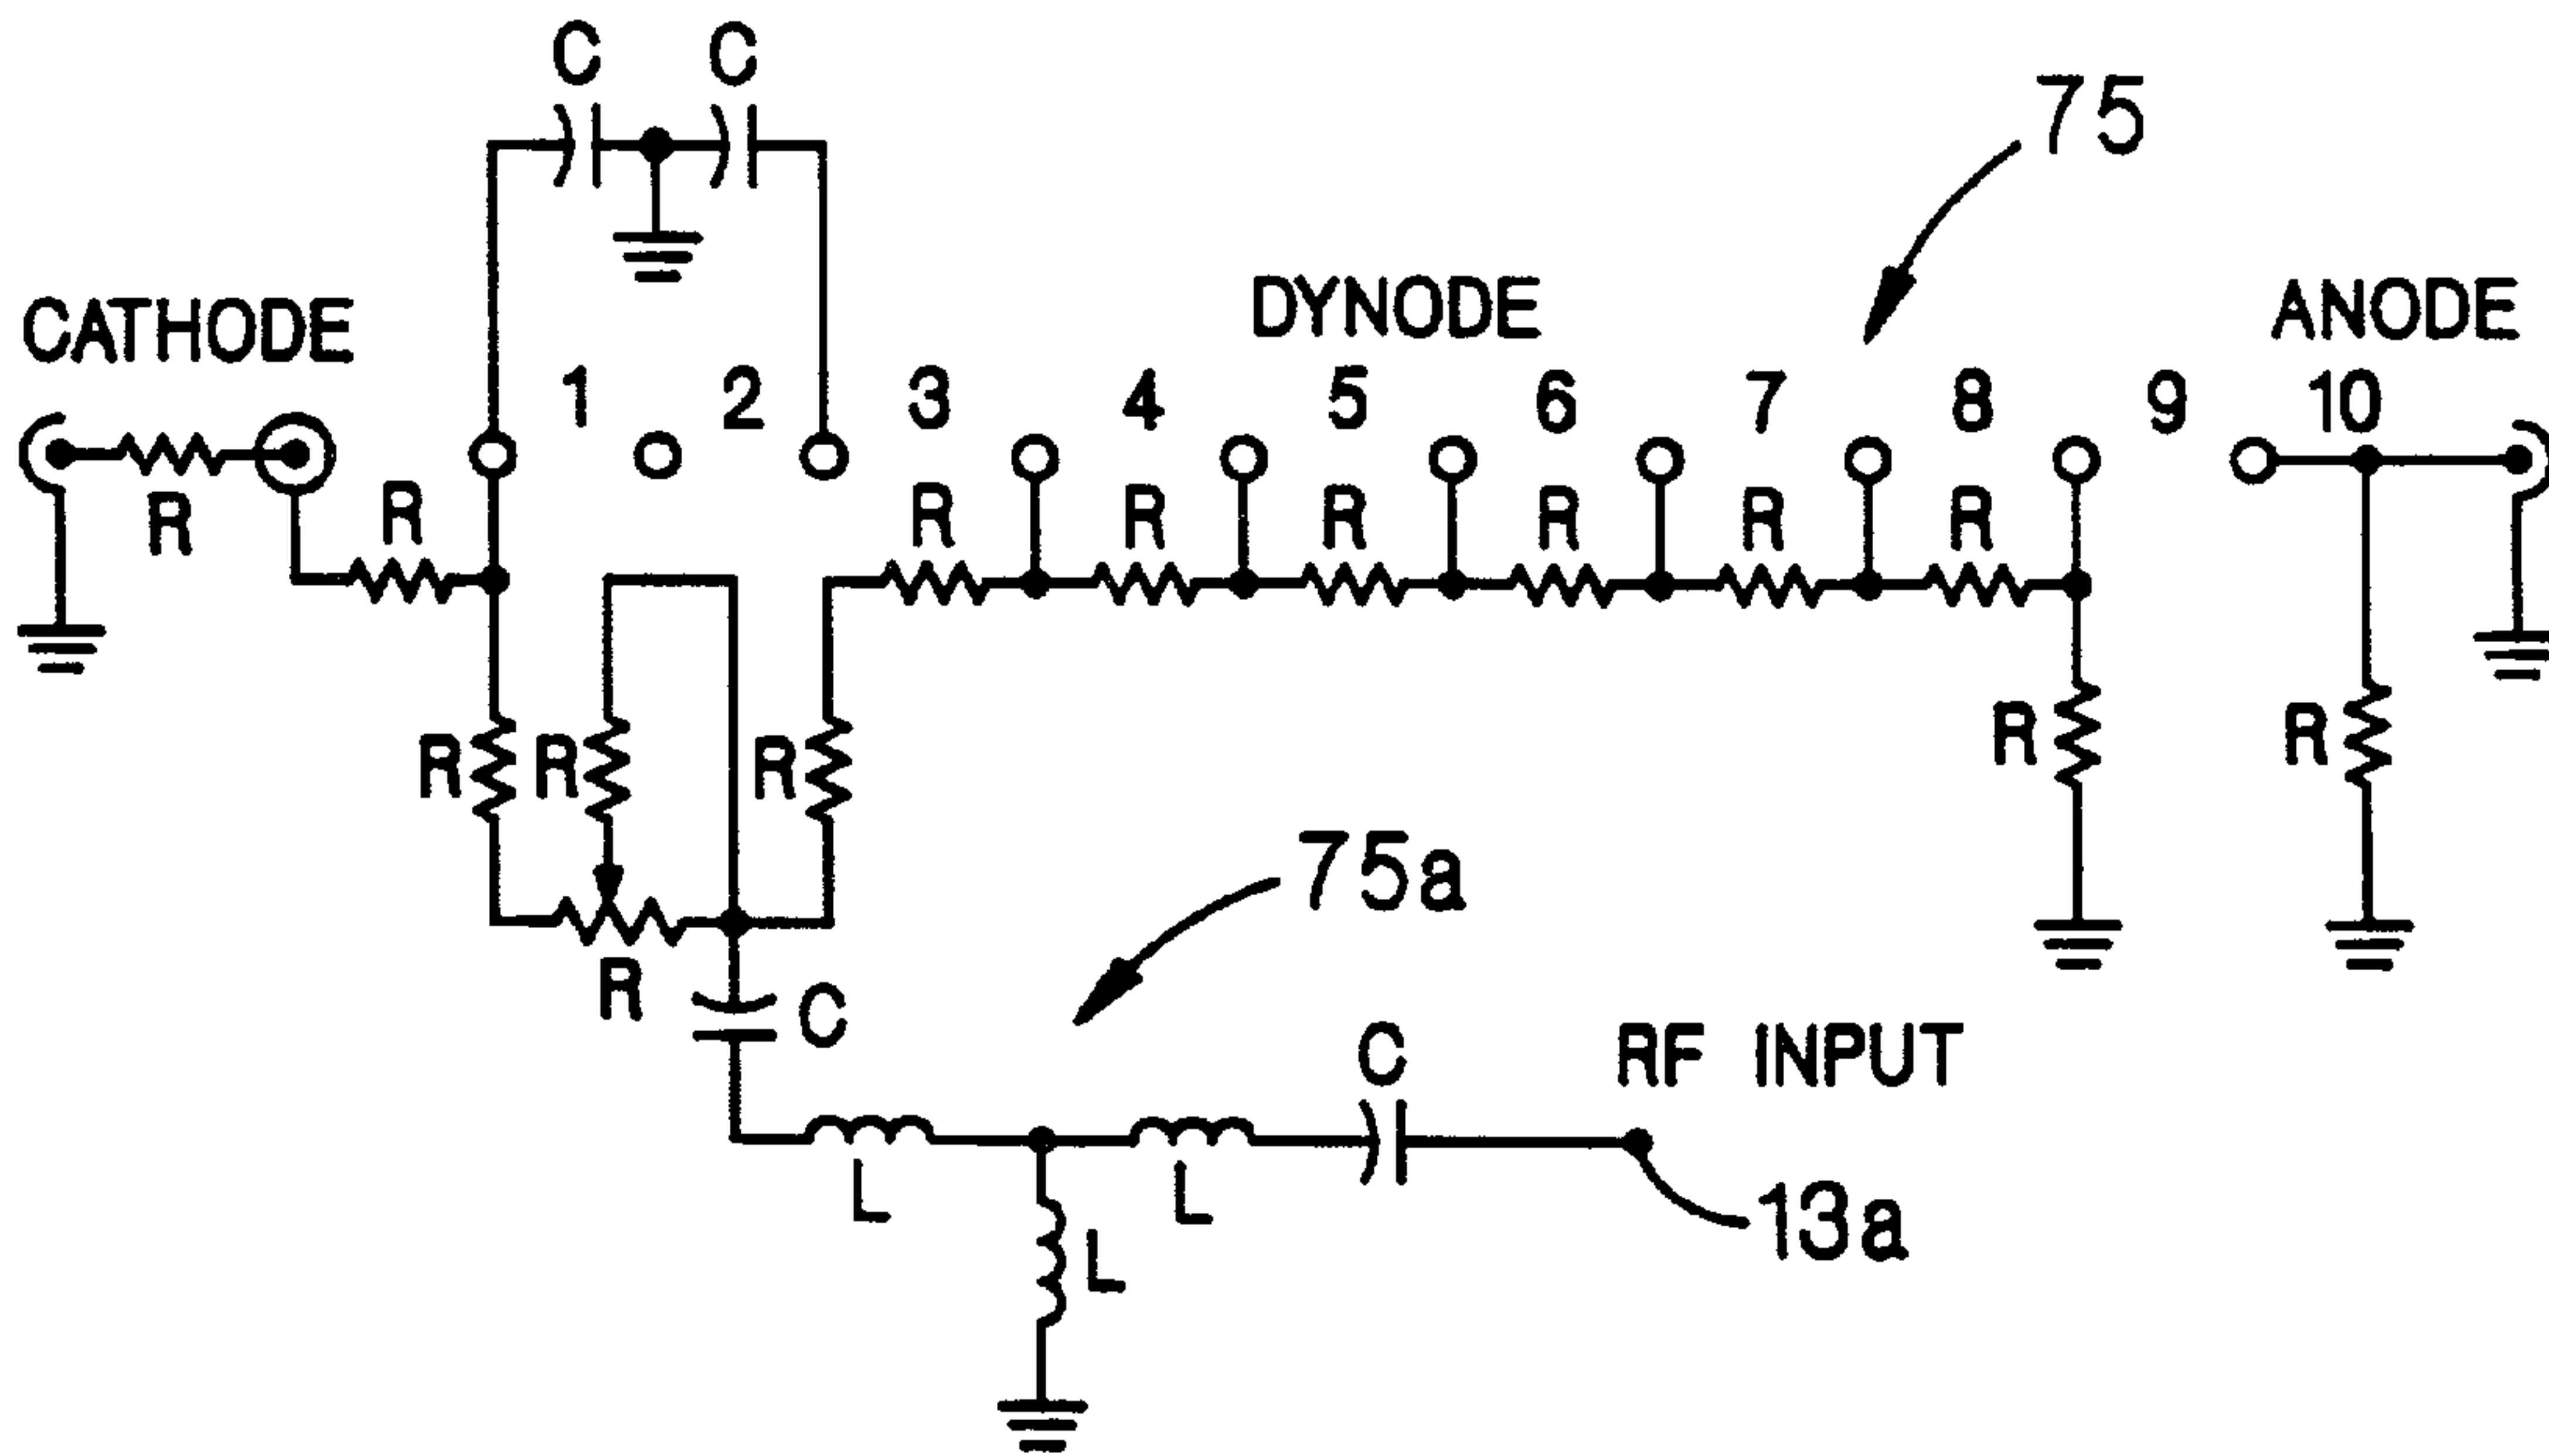 C C
75
CATHODE DYNODE ANODE
1 2 3 4 5 6 7 8 9 10
R R R R R R R R
R R R R R
75a
R C
C RF INPUT
L L
13a
L